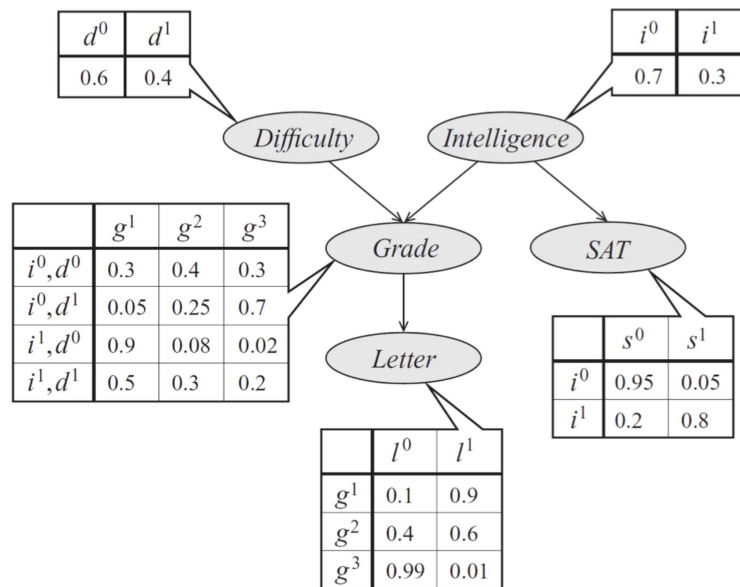 d⁰ d¹
0.6 0.4
i⁰ i¹
0.7 0.3
Difficulty
Intelligence
g¹ g² g³
i⁰,d⁰ 0.3 0.4 0.3
i⁰,d¹ 0.05 0.25 0.7
i¹,d⁰ 0.9 0.08 0.02
i¹,d¹ 0.5 0.3 0.2
Grade
SAT
s⁰ s¹
i⁰ 0.95 0.05
i¹ 0.2 0.8
Letter
l⁰ l¹
g¹ 0.1 0.9
g² 0.4 0.6
g³ 0.99 0.01